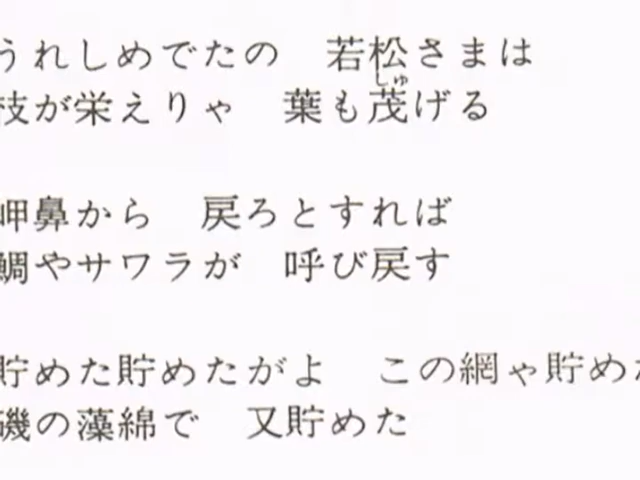 うれしめでたの　若松さまは
枝が栄えりゃ　葉も茂げる
しゅ
岬鼻から　戻ろとすれば
鯛やサワラが　呼び戻す
貯めた貯めたがよ　この網ゃ貯めた
磯の藻綿で　又貯めた